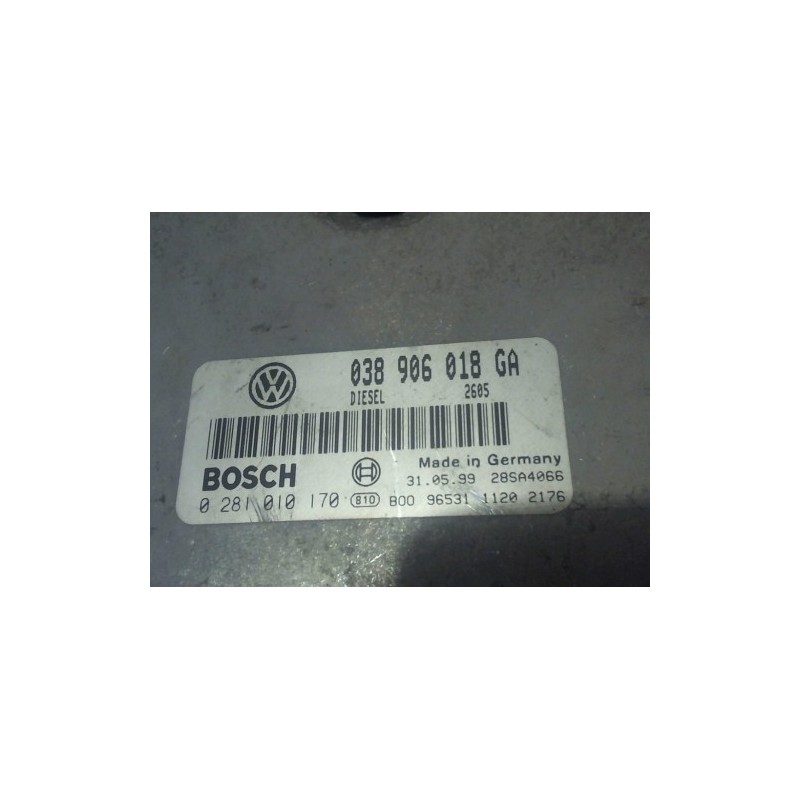 038 906 018 GA
DIESEL 2605
BOSCH Made in Germany
31.05.99 28SA4066
0 281 010 170 810 B00 96531 1120 2176